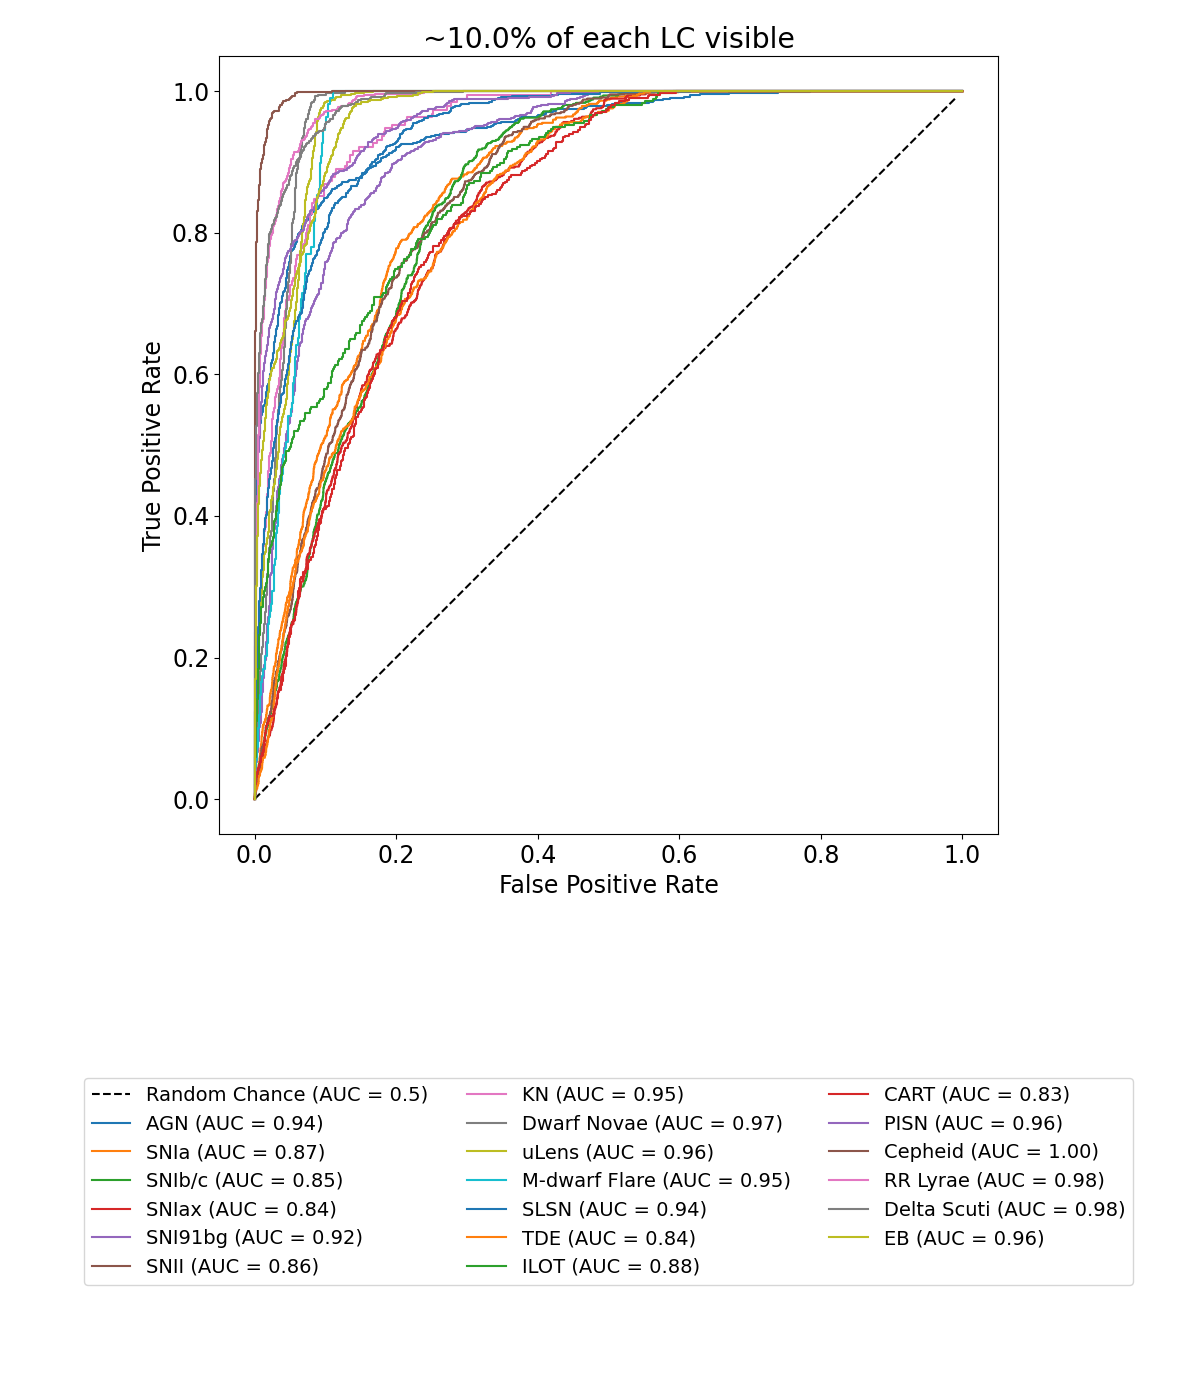 ~10.0% of each LC visible
1.0
0.8
0.6
0.4
0.2
0.0
True Positive Rate
0.0 0.2 0.4 0.6 0.8 1.0
False Positive Rate
Random Chance (AUC = 0.5)
AGN (AUC = 0.94)
SNIa (AUC = 0.87)
SNIb/c (AUC = 0.85)
SNIax (AUC = 0.84)
SNI91bg (AUC = 0.92)
SNII (AUC = 0.86)
KN (AUC = 0.95)
Dwarf Novae (AUC = 0.97)
uLens (AUC = 0.96)
M-dwarf Flare (AUC = 0.95)
SLSN (AUC = 0.94)
TDE (AUC = 0.84)
ILOT (AUC = 0.88)
CART (AUC = 0.83)
PISN (AUC = 0.96)
Cepheid (AUC = 1.00)
RR Lyrae (AUC = 0.98)
Delta Scuti (AUC = 0.98)
EB (AUC = 0.96)